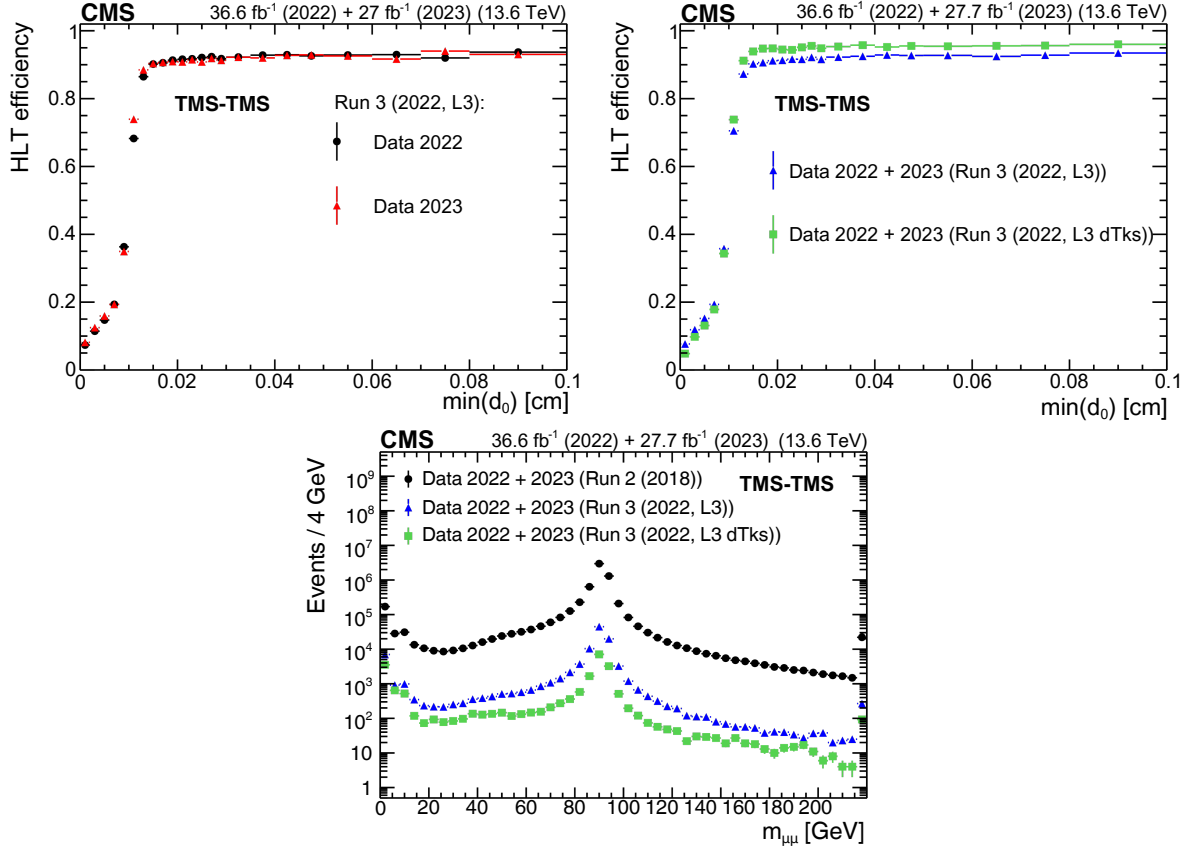 CMS 36.6 fb-1 (2022) + 27 fb-1 (2023) (13.6 TeV)
HLT efficiency
1
0.8
0.6
0.4
0.2
0
TMS-TMS
Run 3 (2022, L3):
Data 2022
Data 2023
0 0.02 0.04 0.06 0.08 0.1
min(d0) [cm]
CMS 36.6 fb-1 (2022) + 27.7 fb-1 (2023) (13.6 TeV)
HLT efficiency
1
0.8
0.6
0.4
0.2
0
TMS-TMS
Data 2022 + 2023 (Run 3 (2022, L3))
Data 2022 + 2023 (Run 3 (2022, L3 dTks))
0 0.02 0.04 0.06 0.08 0.1
min(d0) [cm]
CMS 36.6 fb-1 (2022) + 27.7 fb-1 (2023) (13.6 TeV)
Events / 4 GeV
Data 2022 + 2023 (Run 2 (2018))
Data 2022 + 2023 (Run 3 (2022, L3))
Data 2022 + 2023 (Run 3 (2022, L3 dTks))
TMS-TMS
10^9
10^8
10^7
10^6
10^5
10^4
10^3
10^2
10
1
0 20 40 60 80 100 120 140 160 180 200
mμμ [GeV]